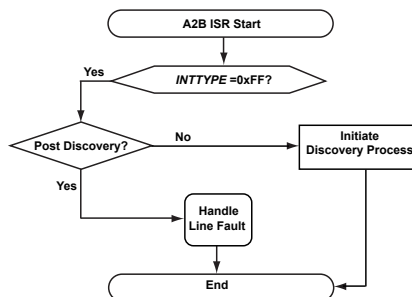 A2B ISR Start
Yes
INTTYPE =0xFF?
Post Discovery?
No
Initiate
Discovery Process
Yes
Handle
Line Fault
End